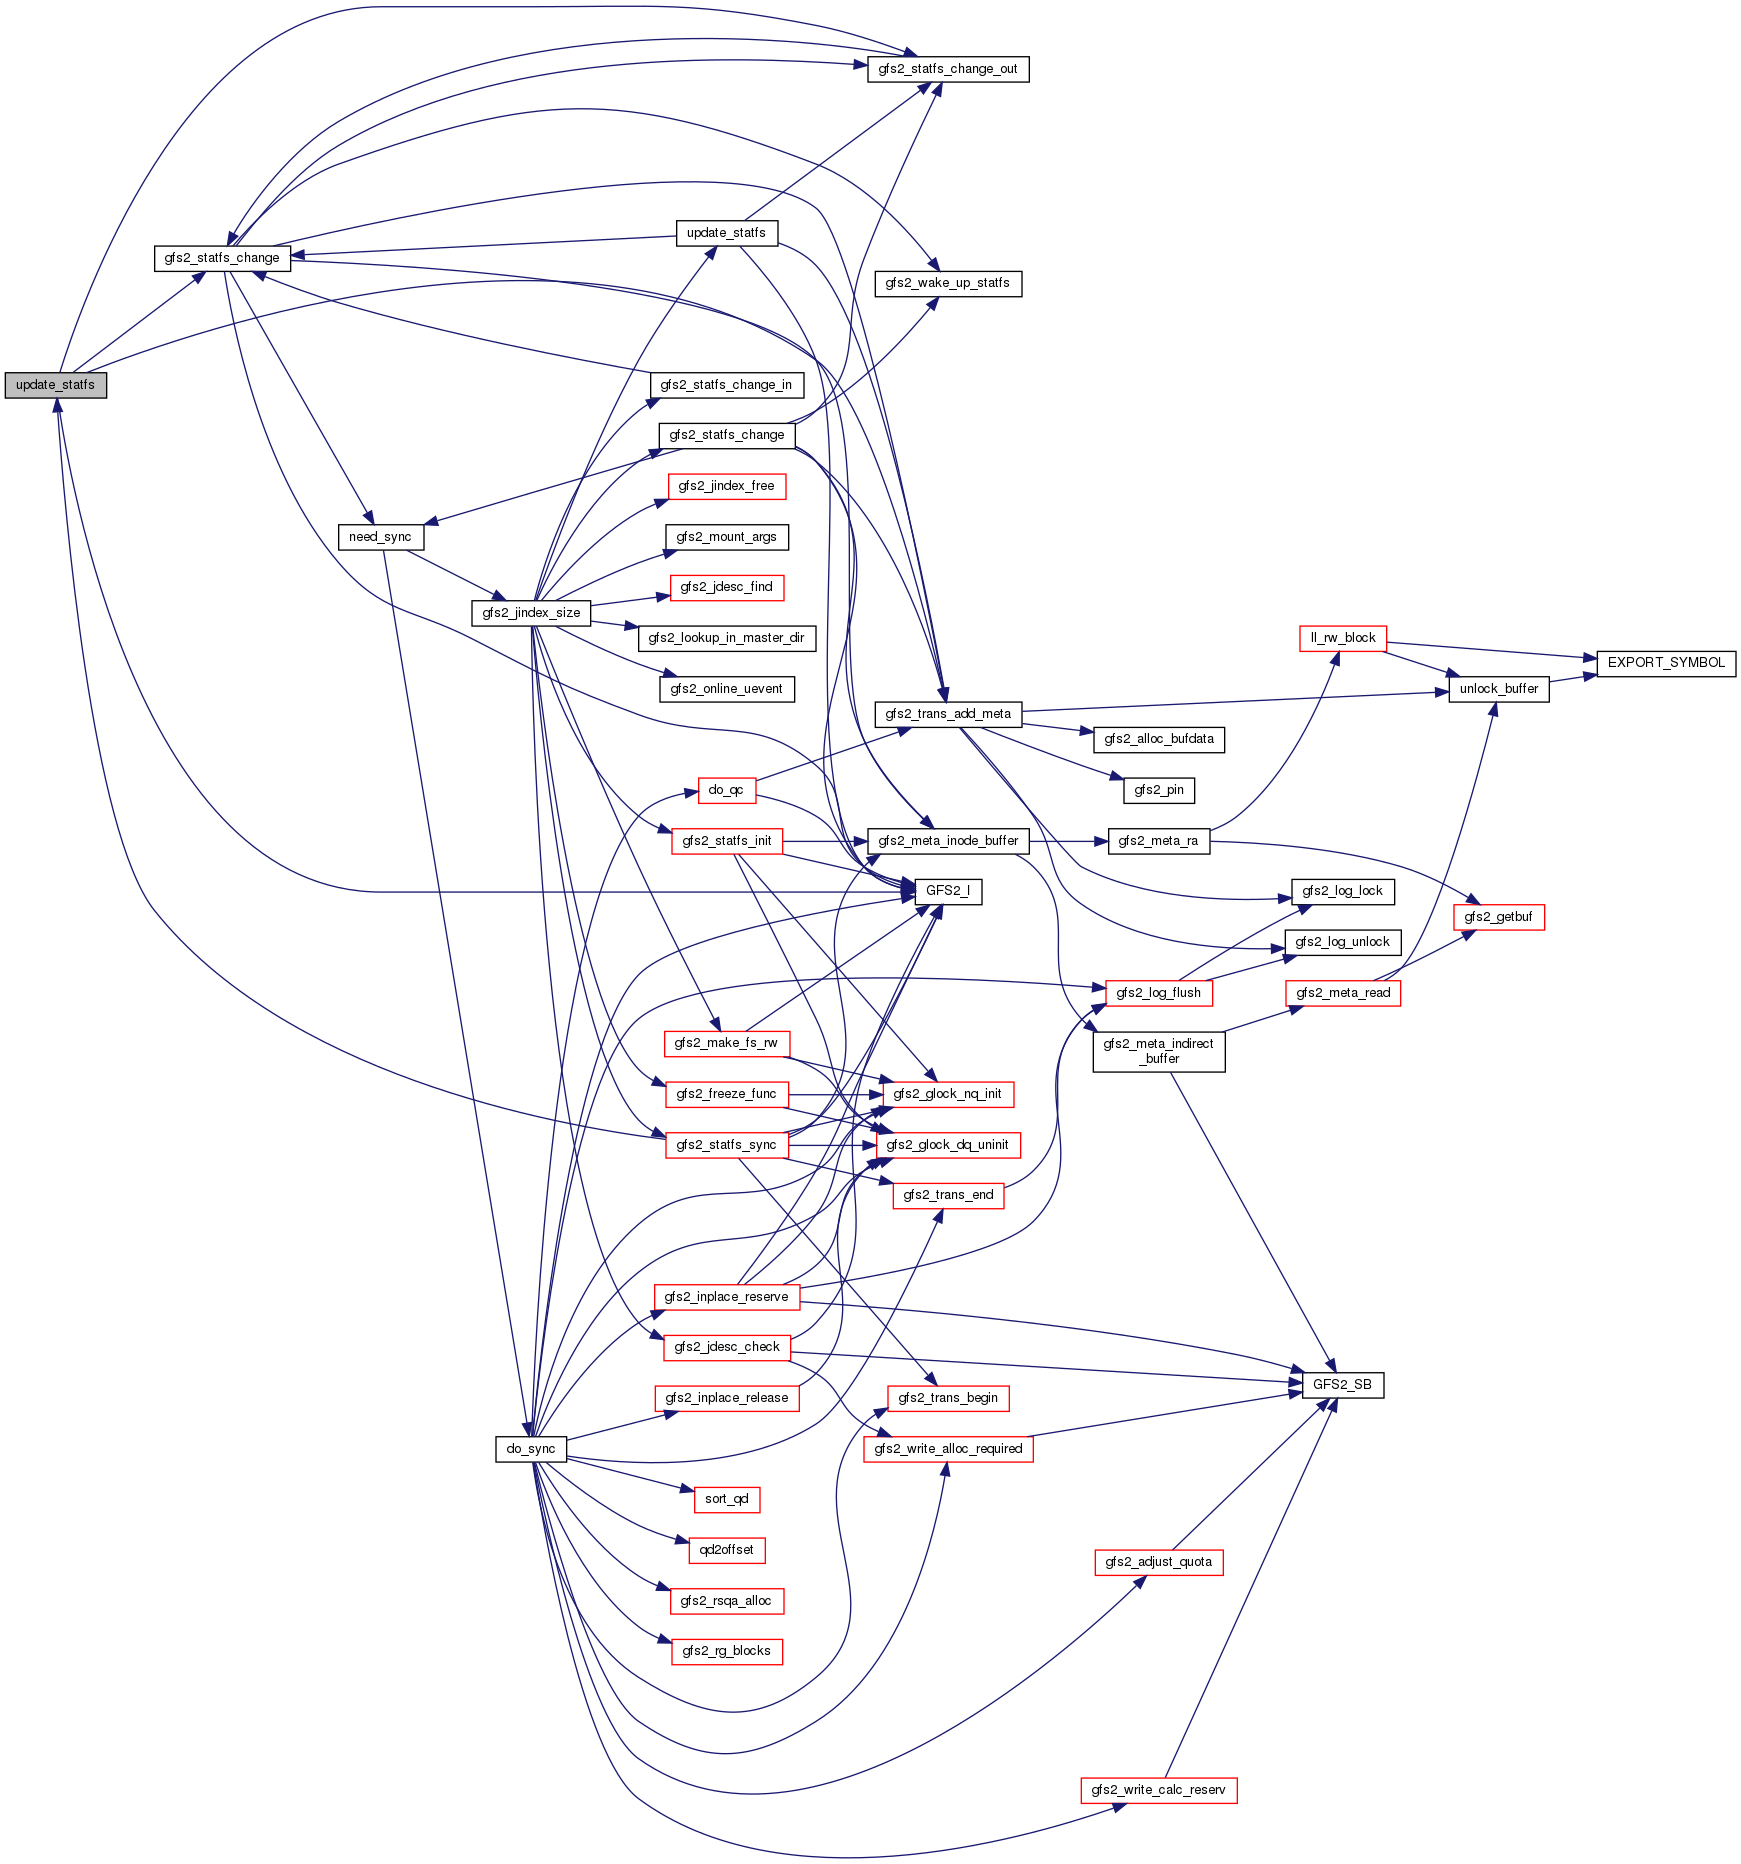 gfs2_statfs_change_out
update_statfs
gfs2_statfs_change
gfs2_wake_up_statfs
update_statfs
gfs2_statfs_change_in
gfs2_statfs_change
gfs2_jindex_free
need_sync
gfs2_mount_args
gfs2_jdesc_find
gfs2_jindex_size
gfs2_lookup_in_master_dir
ll_rw_block
EXPORT_SYMBOL
gfs2_online_uevent
unlock_buffer
gfs2_trans_add_meta
gfs2_alloc_bufdata
do_qc
gfs2_pin
gfs2_statfs_init
gfs2_meta_inode_buffer
gfs2_meta_ra
GFS2_I
gfs2_log_lock
gfs2_getbuf
gfs2_log_unlock
gfs2_log_flush
gfs2_meta_read
gfs2_make_fs_rw
gfs2_meta_indirect
_buffer
gfs2_freeze_func
gfs2_glock_nq_init
gfs2_statfs_sync
gfs2_glock_dq_uninit
gfs2_trans_end
gfs2_inplace_reserve
gfs2_jdesc_check
GFS2_SB
gfs2_inplace_release
gfs2_trans_begin
do_sync
gfs2_write_alloc_required
sort_qd
qd2offset
gfs2_adjust_quota
gfs2_rsqa_alloc
gfs2_rg_blocks
gfs2_write_calc_reserv